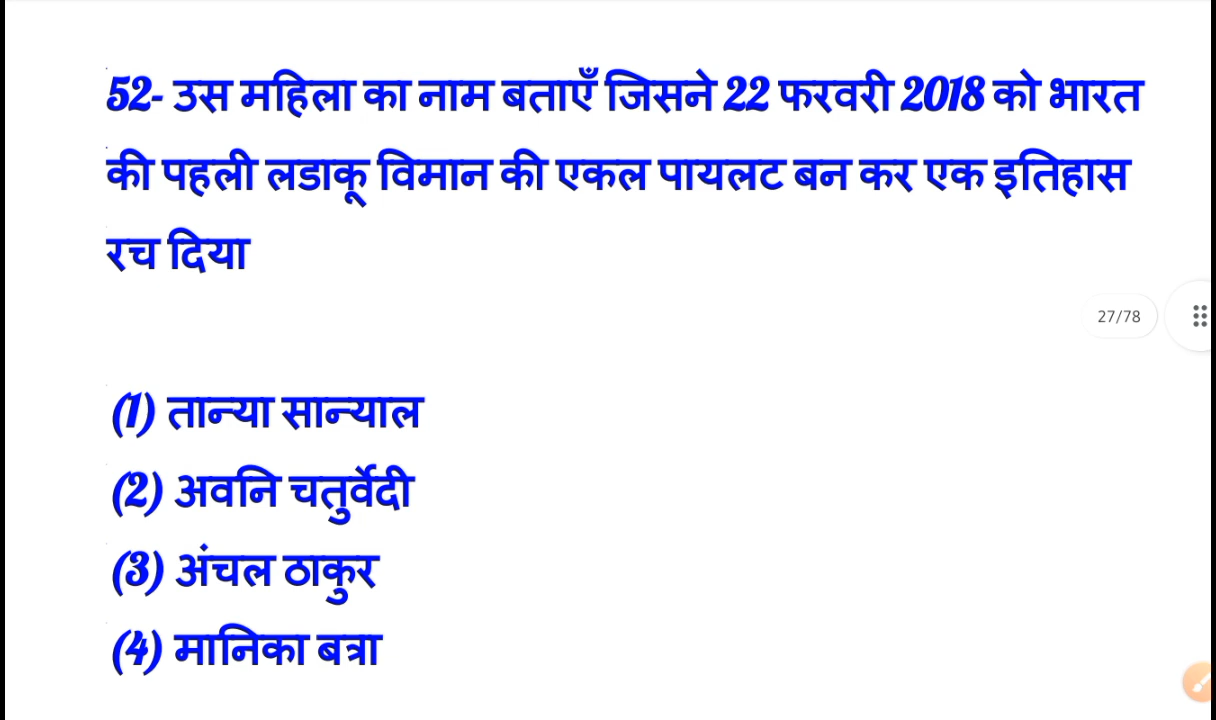 52- उस महिला का नाम बताएँ जिसने 22 फरवरी 2018 को भारत
की पहली लडाकू विमान की एकल पायलट बन कर एक इतिहास
रच दिया
27/78
(1) तान्या सान्याल
(2) अवनि चतुर्वेदी
(3) अंचल ठाकुर
(4) मानिका बत्रा